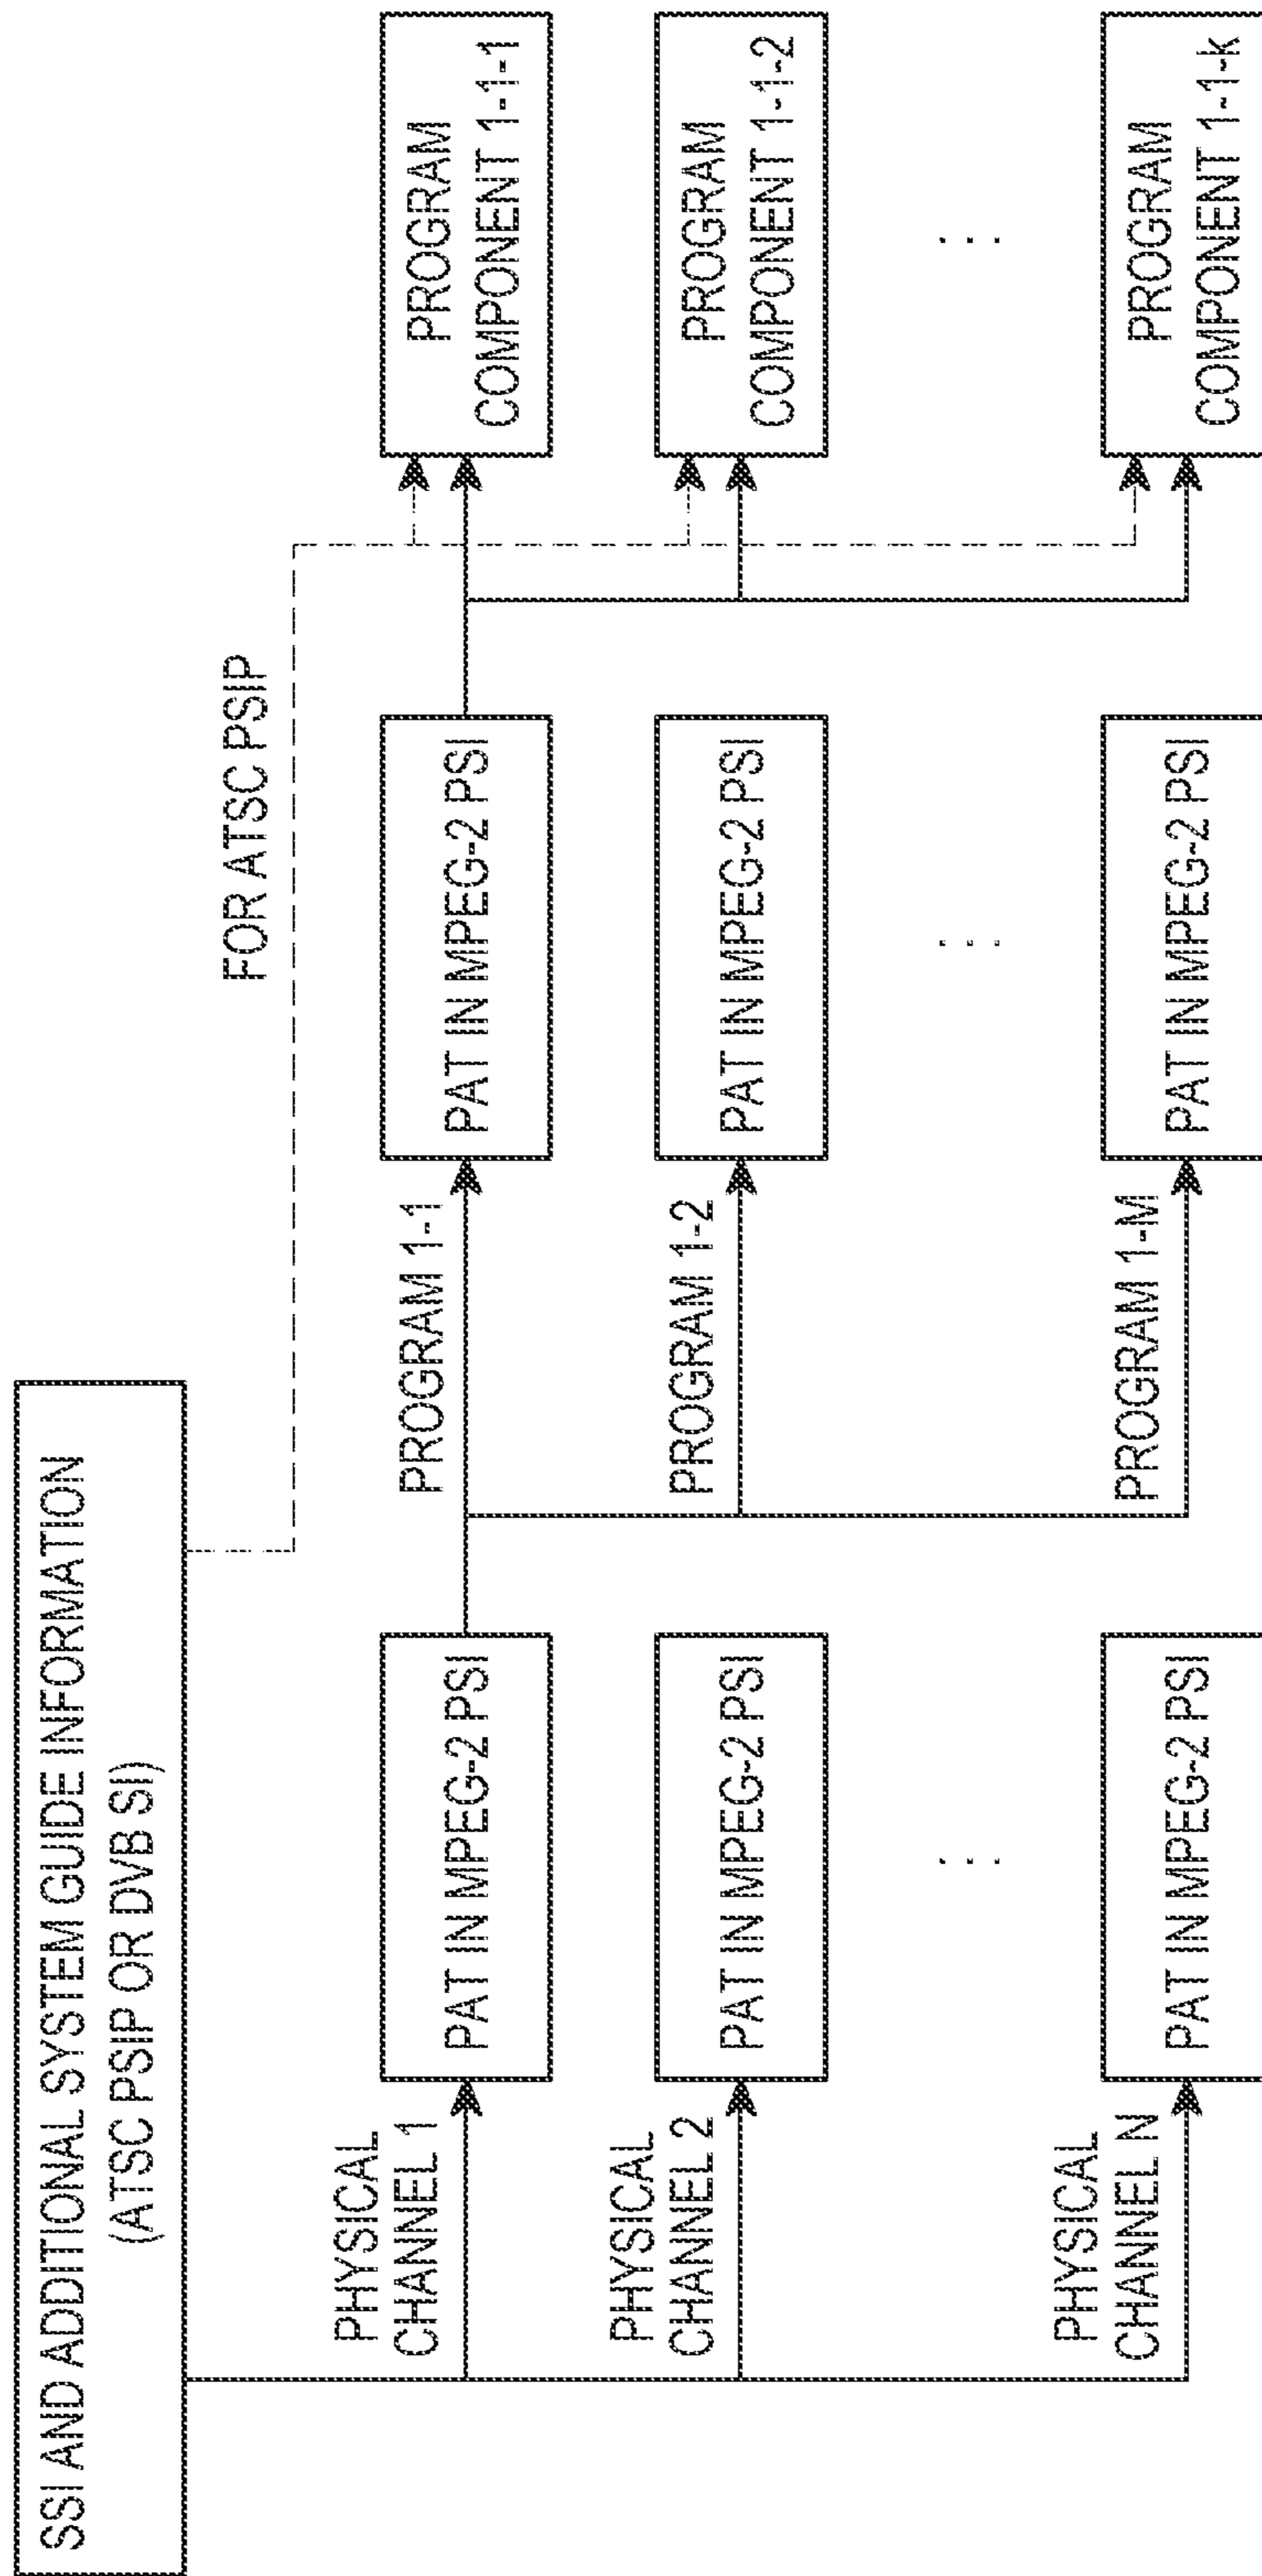 SSI AND ADDITIONAL SYSTEM GUIDE INFORMATION
(ATSC PSIP OR DVB SI)
FOR ATSC PSIP
PHYSICAL
CHANNEL 1
PAT IN MPEG-2 PSI
PROGRAM 1-1
PAT IN MPEG-2 PSI
PROGRAM
COMPONENT 1-1-1
PHYSICAL
CHANNEL 2
PAT IN MPEG-2 PSI
PROGRAM 1-2
PAT IN MPEG-2 PSI
PROGRAM
COMPONENT 1-1-2
...
...
...
PHYSICAL
CHANNEL N
PAT IN MPEG-2 PSI
PROGRAM 1-M
PAT IN MPEG-2 PSI
PROGRAM
COMPONENT 1-1-k